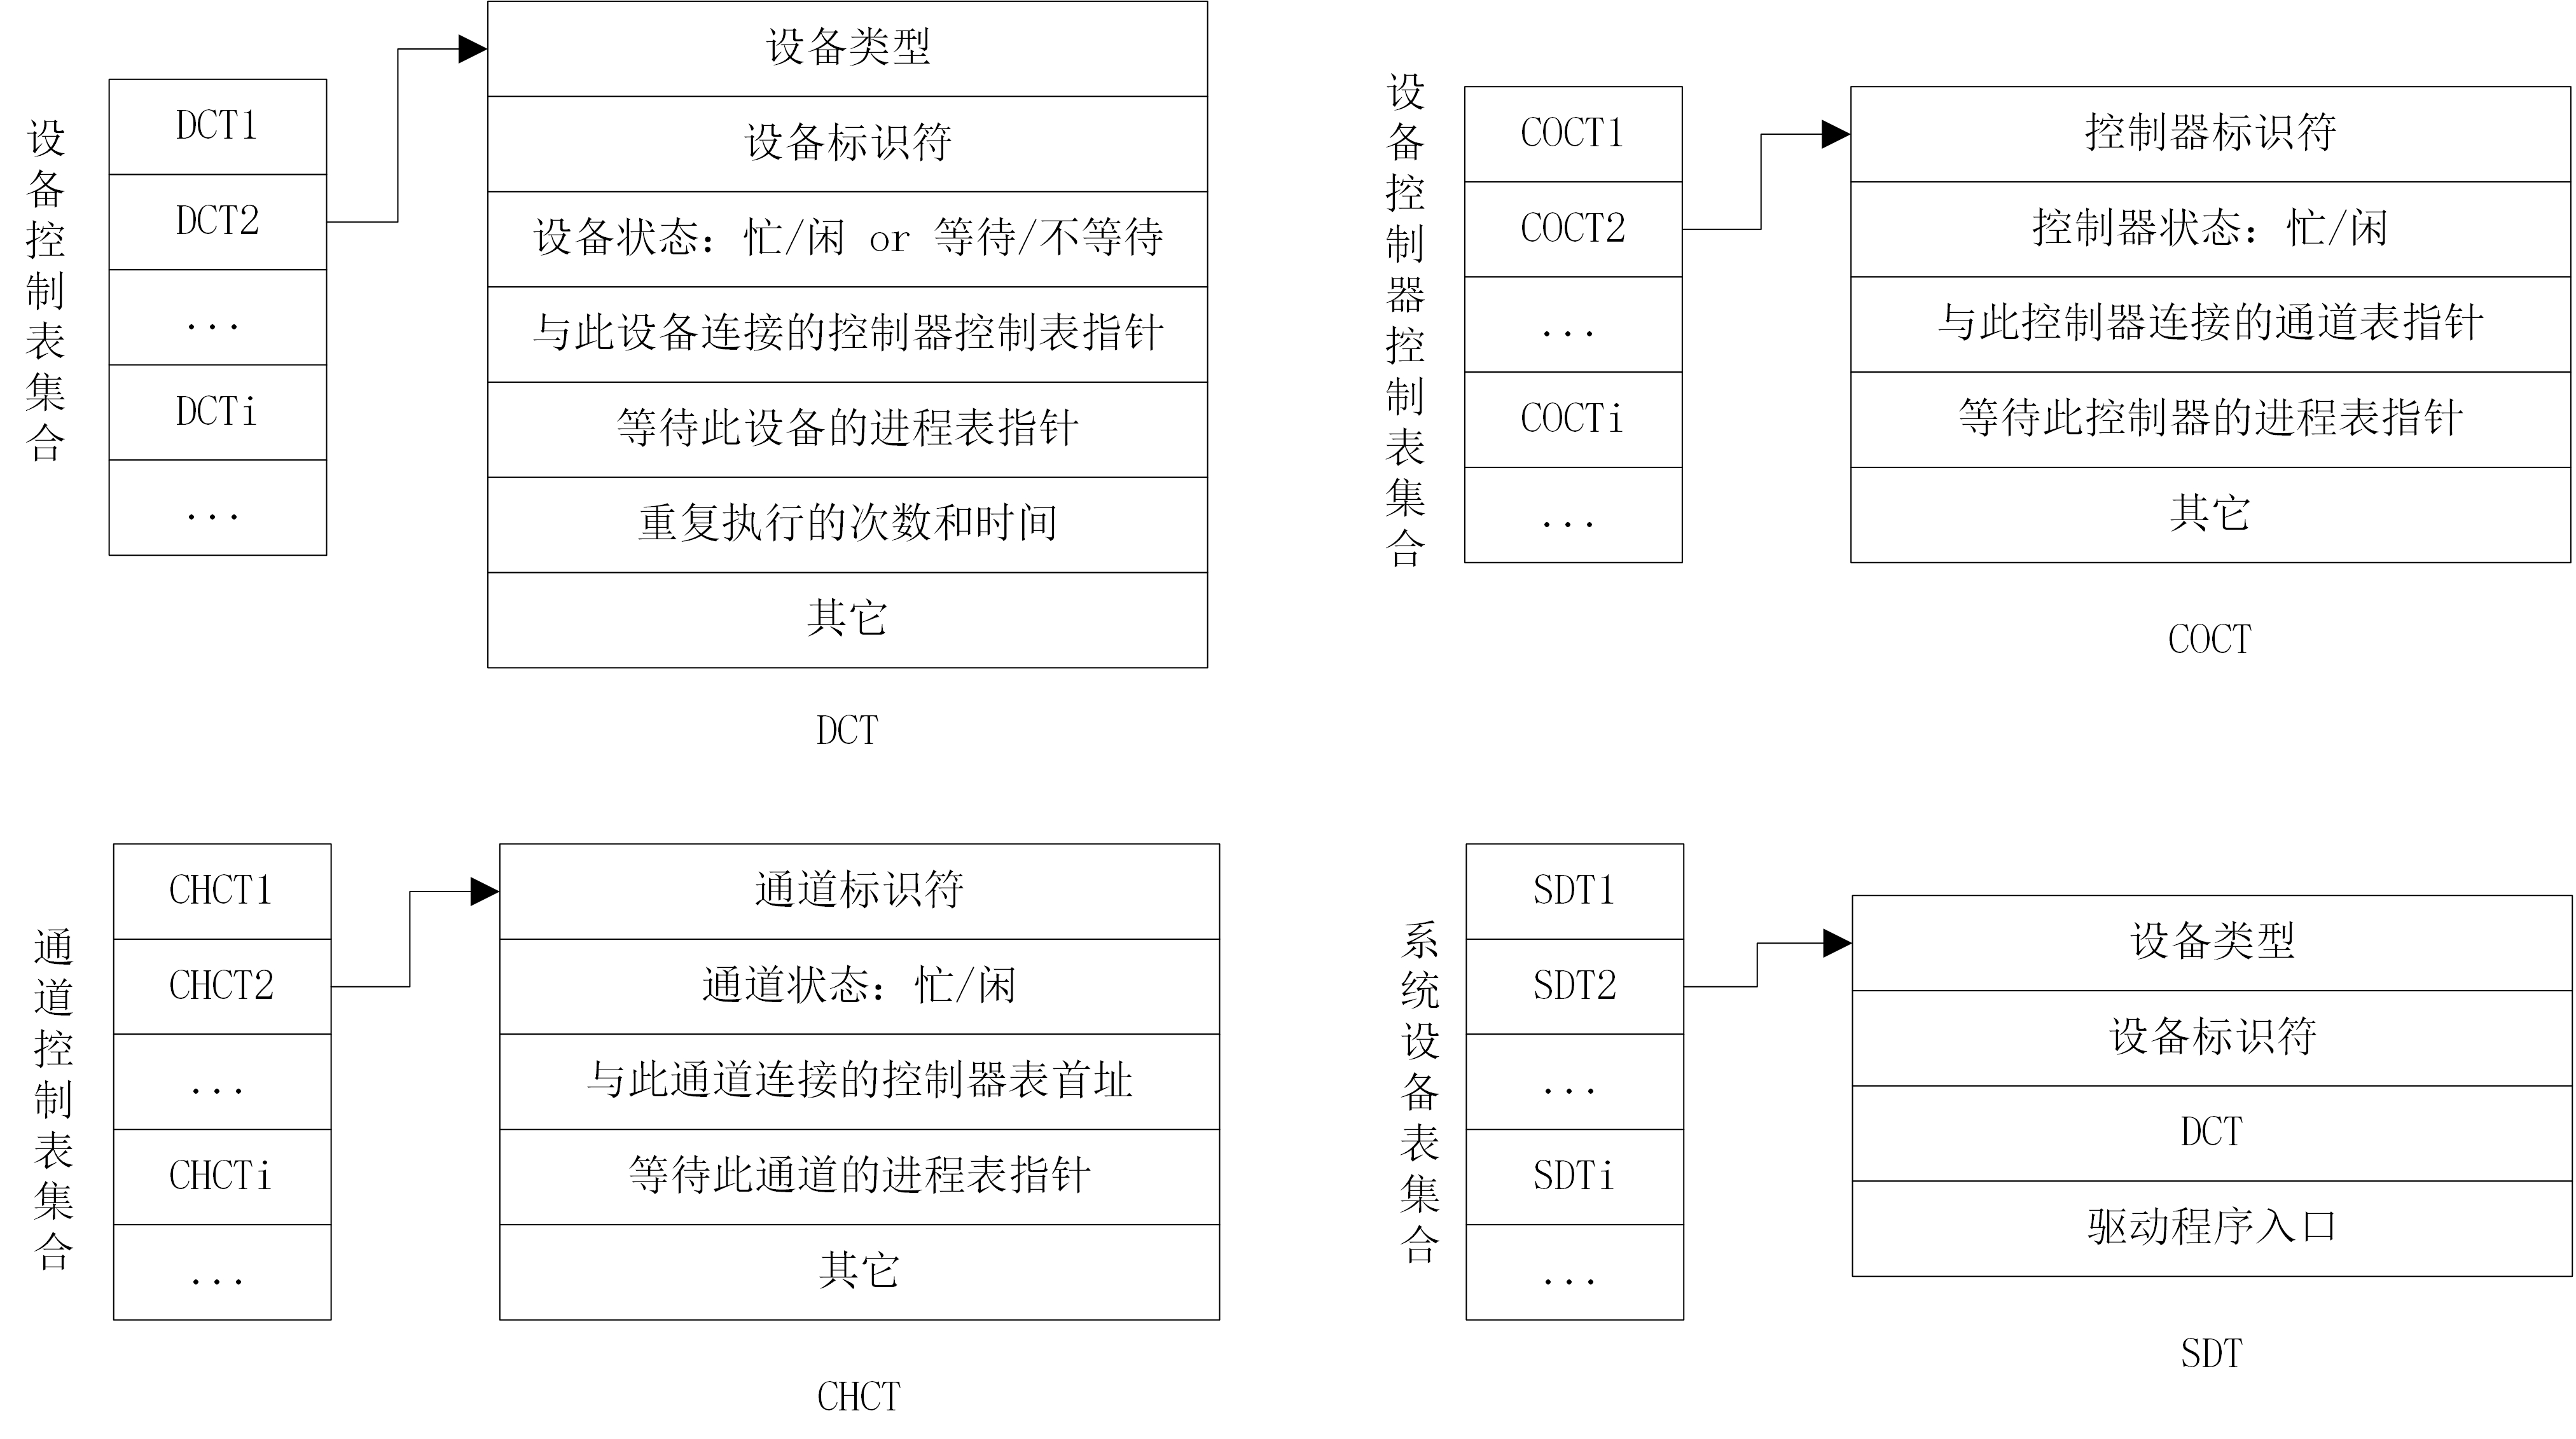 设备控制表集合
DCT1
DCT2
...
DCTi
...
设备类型
设备标识符
设备状态：忙/闲 or 等待/不等待
与此设备连接的控制器控制表指针
等待此设备的进程表指针
重复执行的次数和时间
其它
DCT
设备控制器控制表集合
COCT1
COCT2
...
COCTi
...
控制器标识符
控制器状态：忙/闲
与此控制器连接的通道表指针
等待此控制器的进程表指针
其它
COCT
通道控制表集合
CHCT1
CHCT2
...
CHCTi
...
通道标识符
通道状态：忙/闲
与此通道连接的控制器表首址
等待此通道的进程表指针
其它
CHCT
系统设备表集合
SDT1
SDT2
...
SDTi
...
设备类型
设备标识符
DCT
驱动程序入口
SDT